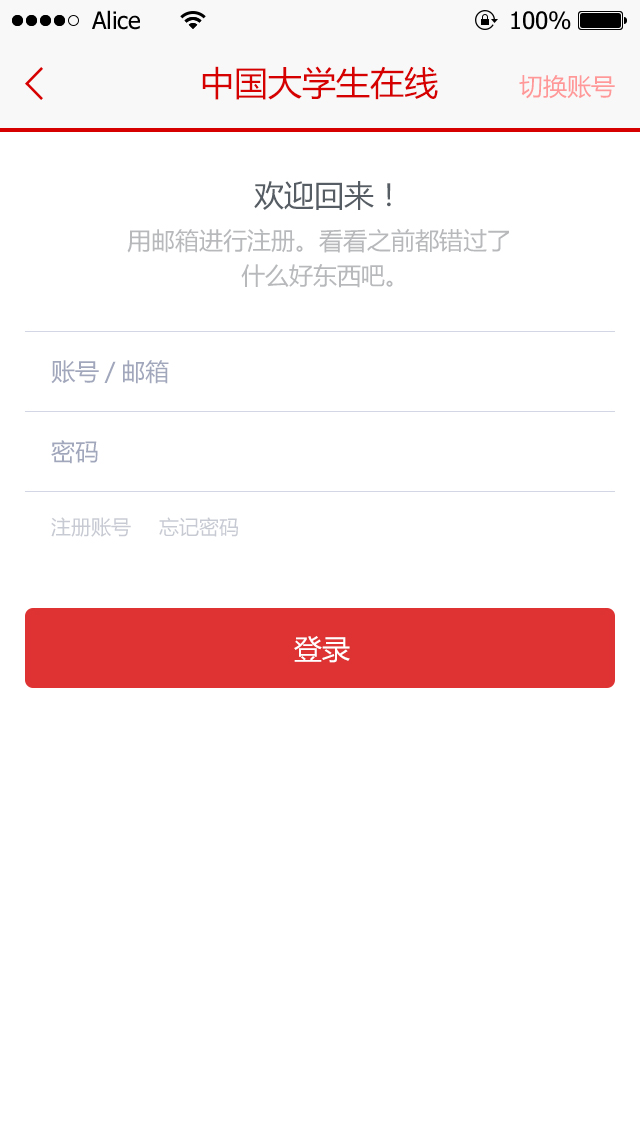 Alice 100%
中国大学生在线 切换账号
欢迎回来！
用邮箱进行注册。看看之前都错过了
什么好东西吧。
账号 / 邮箱
密码
注册账号 忘记密码
登录